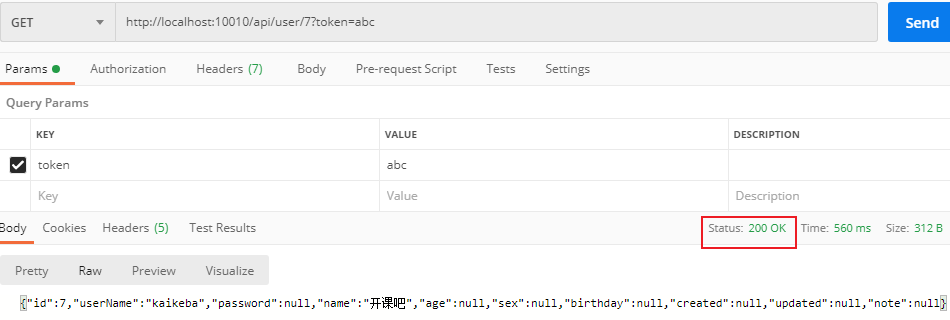 GET http://localhost:10010/api/user/7?token=abc Send
Params Authorization Headers (7) Body Pre-request Script Tests Settings
Query Params
KEY VALUE DESCRIPTION
token abc
Key Value Description
Body Cookies Headers (5) Test Results Status: 200 OK Time: 560 ms Size: 312 B
Pretty Raw Preview Visualize
{"id":7,"userName":"kaikeba","password":null,"name":"开课吧","age":null,"sex":null,"birthday":null,"created":null,"updated":null,"note":null}